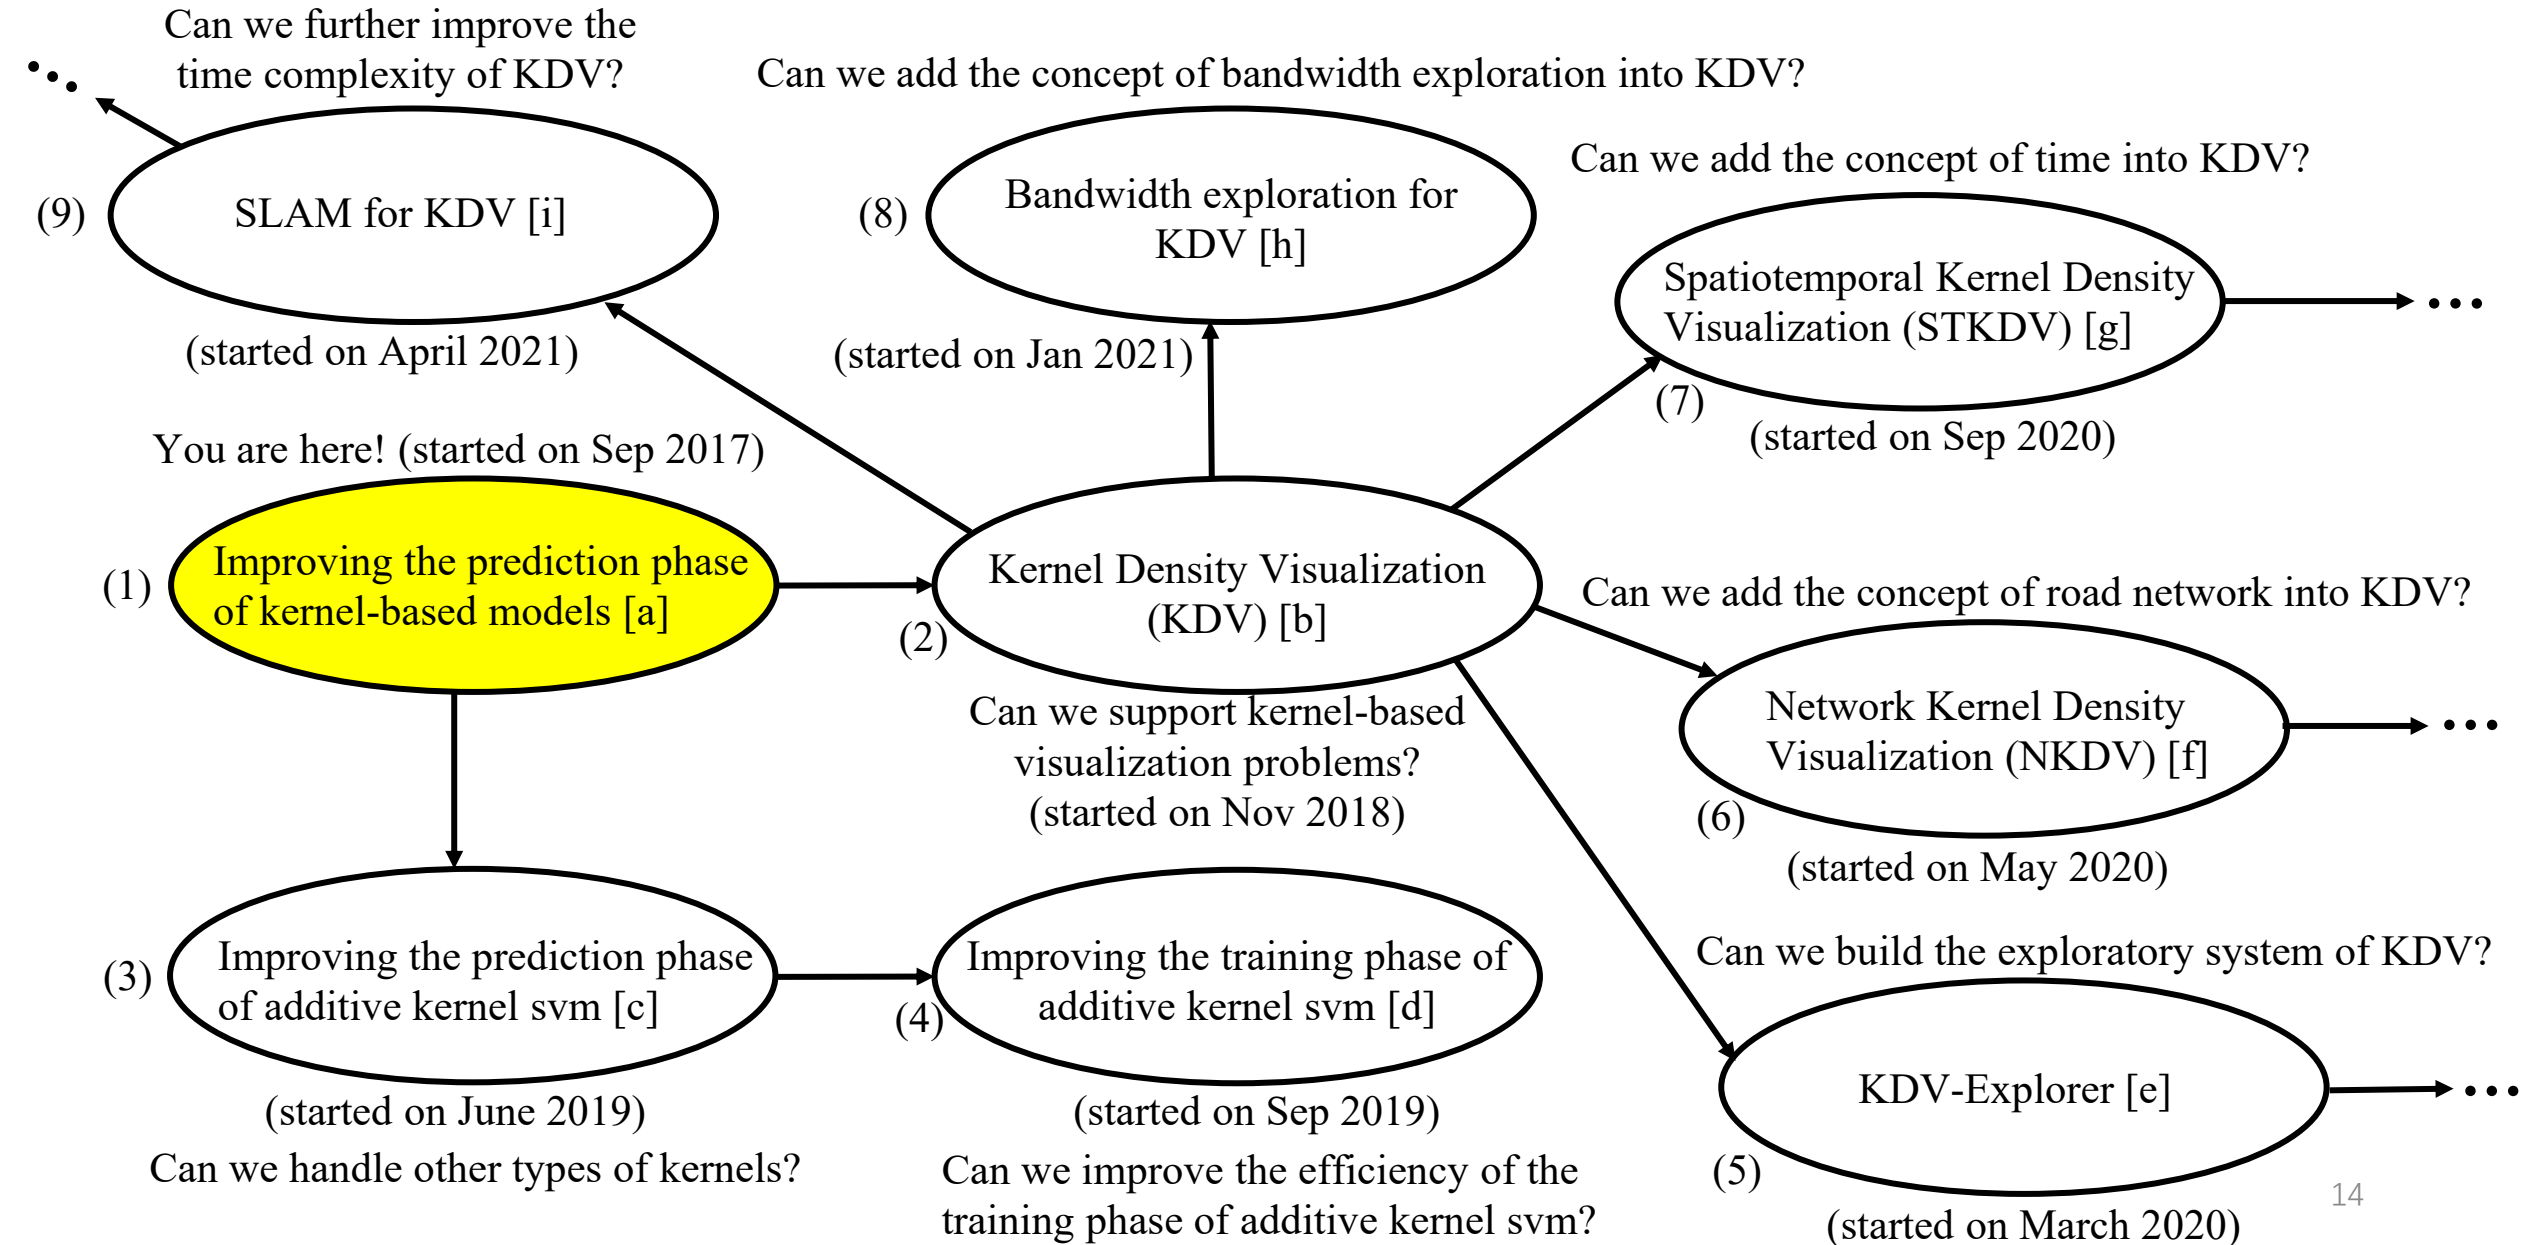 Can we further improve the
time complexity of KDV?
(9)
SLAM for KDV [i]
(started on April 2021)
Can we add the concept of bandwidth exploration into KDV?
(8)
Bandwidth exploration for
KDV [h]
(started on Jan 2021)
Can we add the concept of time into KDV?
Spatiotemporal Kernel Density
Visualization (STKDV) [g]
(7)
(started on Sep 2020)
You are here! (started on Sep 2017)
(1)
Improving the prediction phase
of kernel-based models [a]
Kernel Density Visualization
(KDV) [b]
(2)
Can we support kernel-based
visualization problems?
(started on Nov 2018)
Can we add the concept of road network into KDV?
Network Kernel Density
Visualization (NKDV) [f]
(6)
(started on May 2020)
(3)
Improving the prediction phase
of additive kernel svm [c]
(started on June 2019)
Can we handle other types of kernels?
Improving the training phase of
additive kernel svm [d]
(4)
(started on Sep 2019)
Can we improve the efficiency of the
training phase of additive kernel svm?
Can we build the exploratory system of KDV?
KDV-Explorer [e]
(5)
(started on March 2020)
14